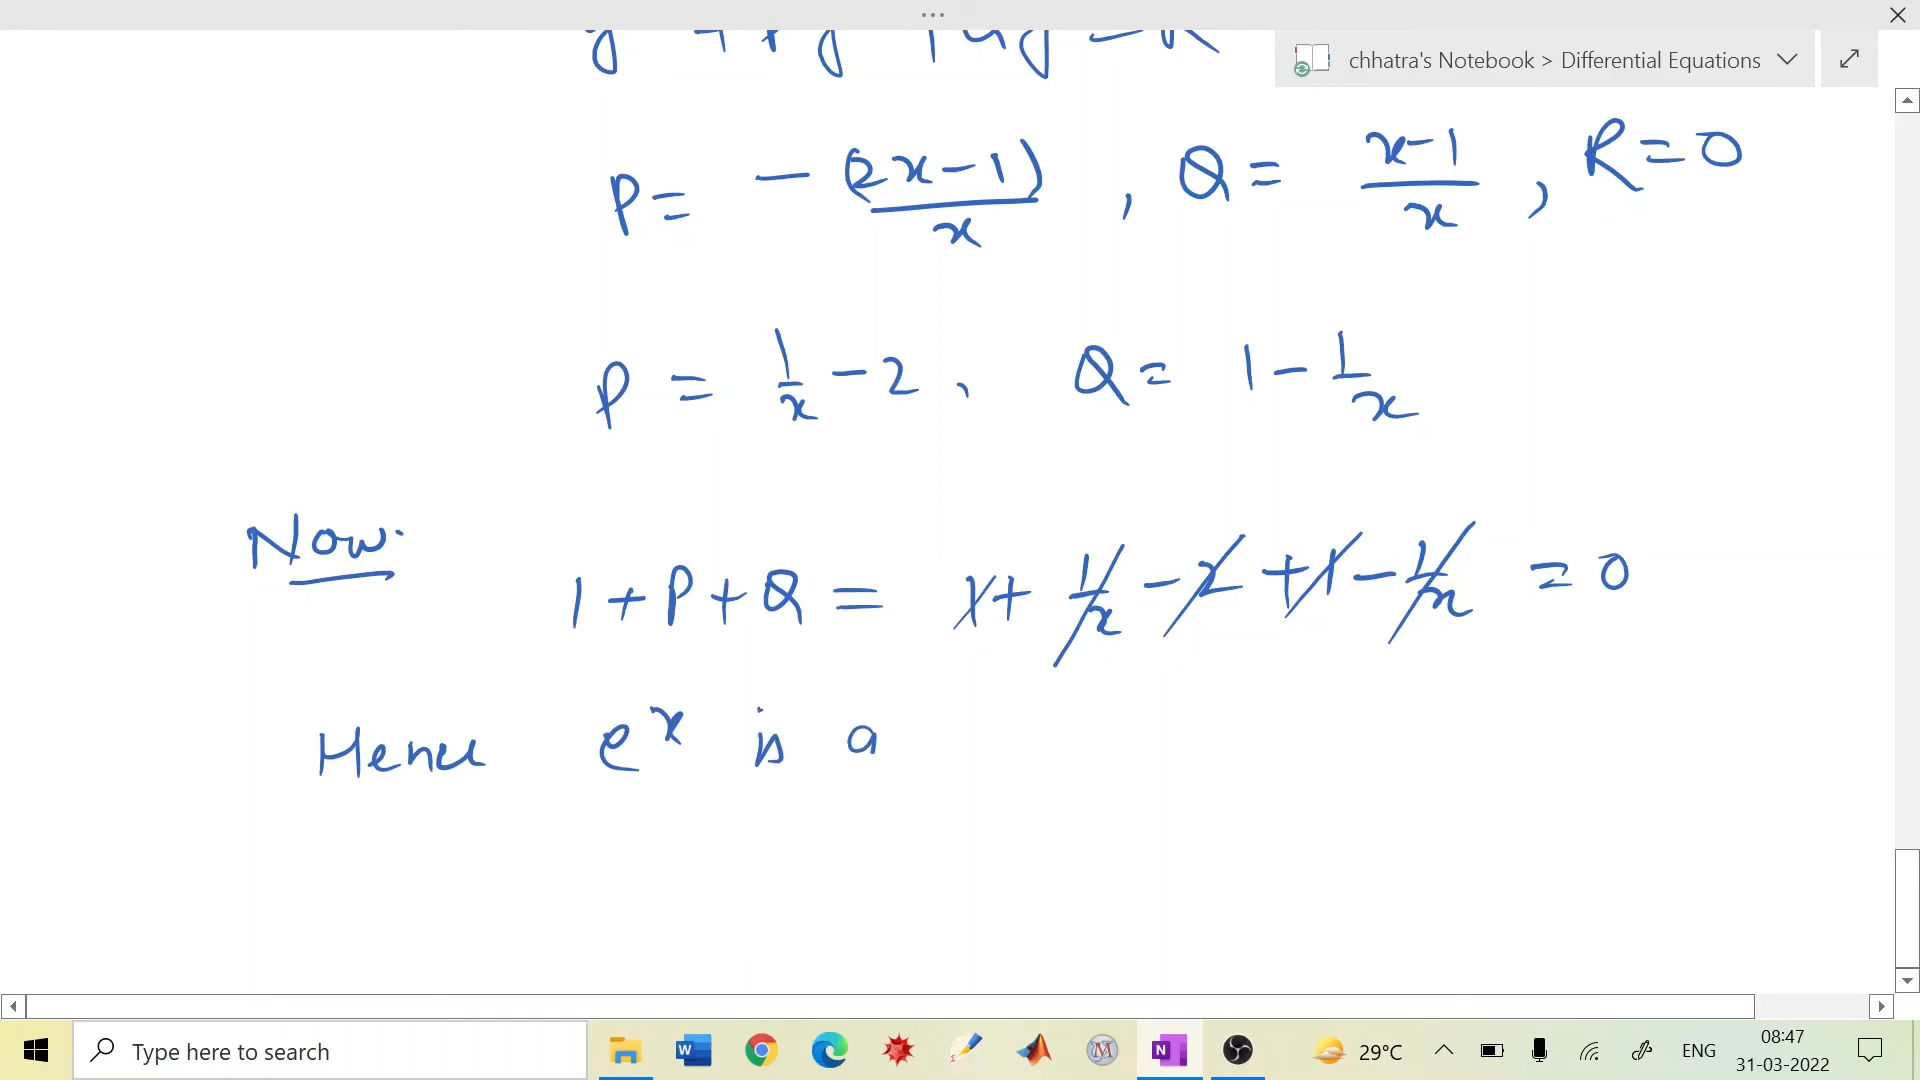 chhatra's Notebook > Differential Equations
P = -(2x-1)/x , Q = x-1/x , R = 0
P = 1/x - 2 , Q = 1 - 1/x
Now.
1 + P + Q = 1 + 1/x - 2 + 1 - 1/x = 0
Hence e^x is a
Type here to search
29°C
ENG
08:47
31-03-2022